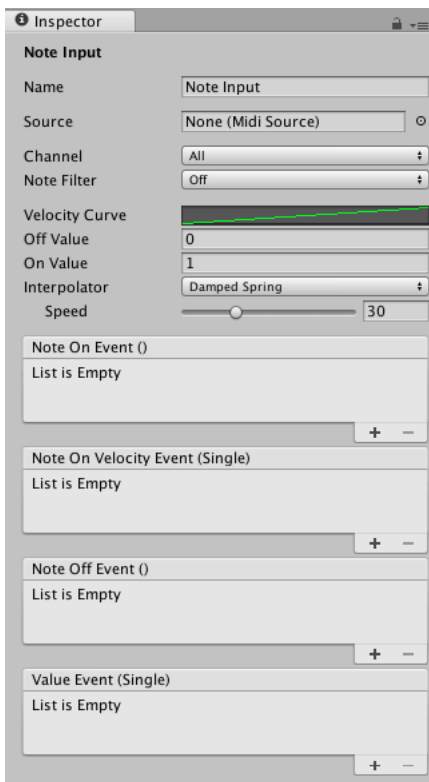 Inspector
Note Input
Name Note Input
Source None (Midi Source)
Channel All
Note Filter Off
Velocity Curve
Off Value 0
On Value 1
Interpolator Damped Spring
Speed 30
Note On Event ()
List is Empty
+ −
Note On Velocity Event (Single)
List is Empty
+ −
Note Off Event ()
List is Empty
+ −
Value Event (Single)
List is Empty
+ −